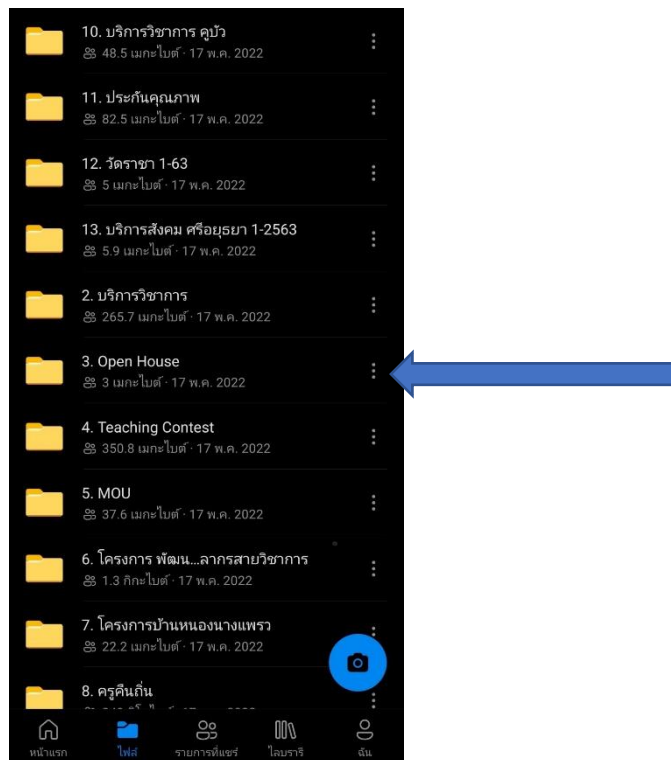 10. บริการวิชาการ คูบัว
48.5 เมกะไบต์ · 17 พ.ค. 2022
11. ประกันคุณภาพ
82.5 เมกะไบต์ · 17 พ.ค. 2022
12. วัดราชา 1-63
5 เมกะไบต์ · 17 พ.ค. 2022
13. บริการสังคม ศรีอยุธยา 1-2563
5.9 เมกะไบต์ · 17 พ.ค. 2022
2. บริการวิชาการ
265.7 เมกะไบต์ · 17 พ.ค. 2022
3. Open House
3 เมกะไบต์ · 17 พ.ค. 2022
4. Teaching Contest
350.8 เมกะไบต์ · 17 พ.ค. 2022
5. MOU
37.6 เมกะไบต์ · 17 พ.ค. 2022
6. โครงการ พัฒน...ลากรสายวิชาการ
1.3 กิกะไบต์ · 17 พ.ค. 2022
7. โครงการบ้านหนองนางแพรว
22.2 เมกะไบต์ · 17 พ.ค. 2022
8. ครูคืนถิ่น
หน้าแรก ไฟล์ รายการที่แชร์ ไลบรารี ฉัน